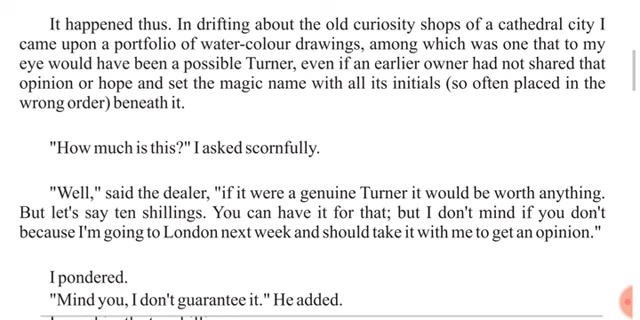 It happened thus. In drifting about the old curiosity shops of a cathedral city I
came upon a portfolio of water-colour drawings, among which was one that to my
eye would have been a possible Turner, even if an earlier owner had not shared that
opinion or hope and set the magic name with all its initials (so often placed in the
wrong order) beneath it.
"How much is this?" I asked scornfully.
"Well," said the dealer, "if it were a genuine Turner it would be worth anything.
But let's say ten shillings. You can have it for that; but I don't mind if you don't
because I'm going to London next week and should take it with me to get an opinion."
I pondered.
"Mind you, I don't guarantee it." He added.